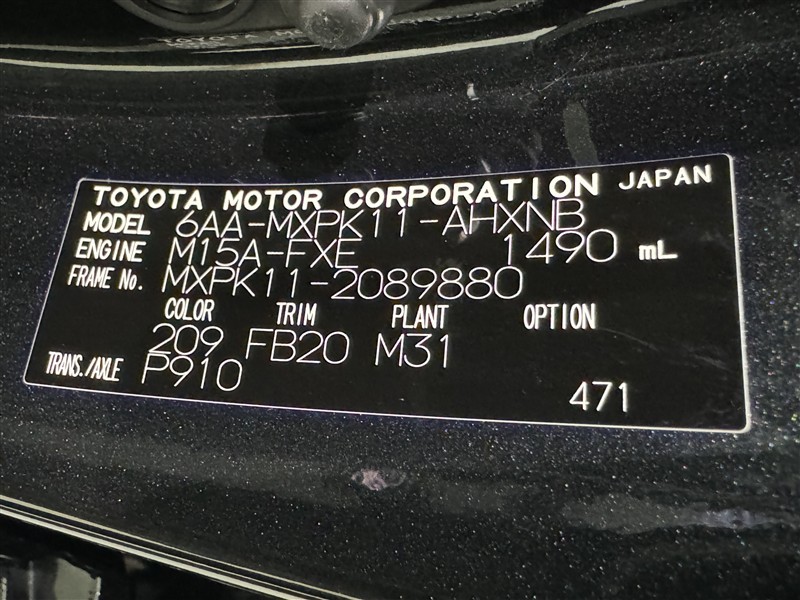 TOYOTA
TOYOTA MOTOR CORPORATION JAPAN
MODEL 6AA-MXPK11-AHXNB
ENGINE M15A-FXE 1490 mL
FRAME No. MXPK11-2089880
COLOR TRIM PLANT OPTION
209 FB20 M31
TRANS./AXLE P910
471